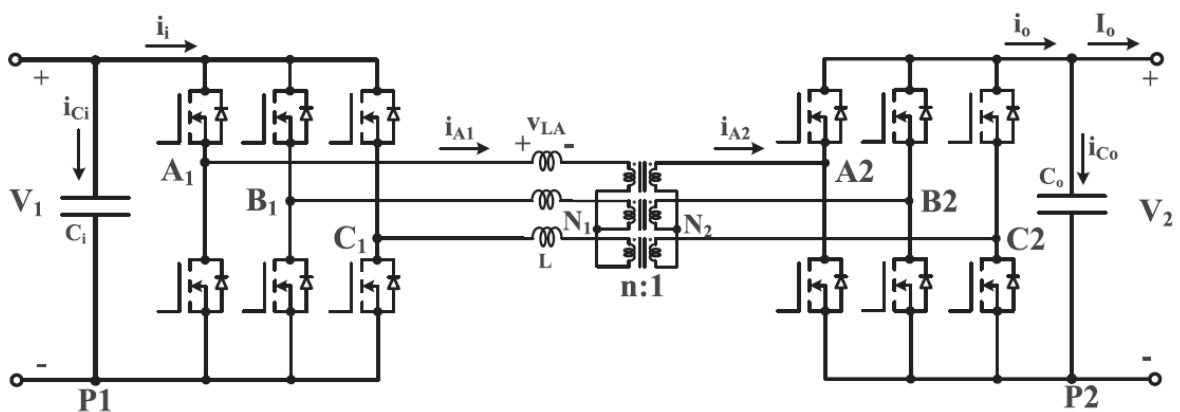 i_i
i_o I_o
+
+
i_Ci
i_A1
+ v_LA -
i_A2
i_Co
A_1
A2
V_1
C_i
B_1
N_1
N_2
B2
C_o
V_2
C_1
L
C2
n:1
-
-
P1
P2